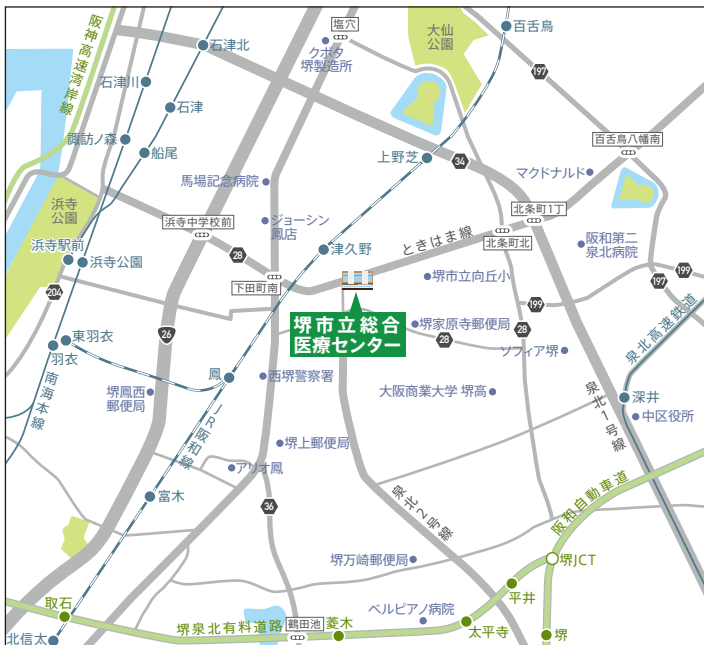 塩穴
大仙
公園
百舌鳥
阪神高速湾岸線
石津北
クボタ
堺製造所
197
石津川
石津
諏訪ノ森
船尾
百舌鳥八幡南
上野芝
34
マクドナルド
馬場記念病院
浜寺
公園
浜寺中学校前
ジョーシン
鳳店
北条町1丁
浜寺駅前
浜寺公園
28
津久野
ときはま線
北条町北
阪和第二
泉北病院
204
下田町南
堺市立向丘小
199
197
199
堺市立総合
医療センター
堺家原寺郵便局
28
28
26
東羽衣
羽衣
ソフィア堺
泉北高速鉄道
南海本線
堺鳳西
郵便局
鳳
西堺警察署
大阪商業大学 堺高
泉北1号線
深井
中区役所
JR阪和線
堺上郵便局
アリオ鳳
富木
36
泉北2号線
阪和自動車道
堺万崎郵便局
堺JCT
取石
平井
ベルピアノ病院
北信太
堺泉北有料道路
鶴田池
菱木
太平寺
堺